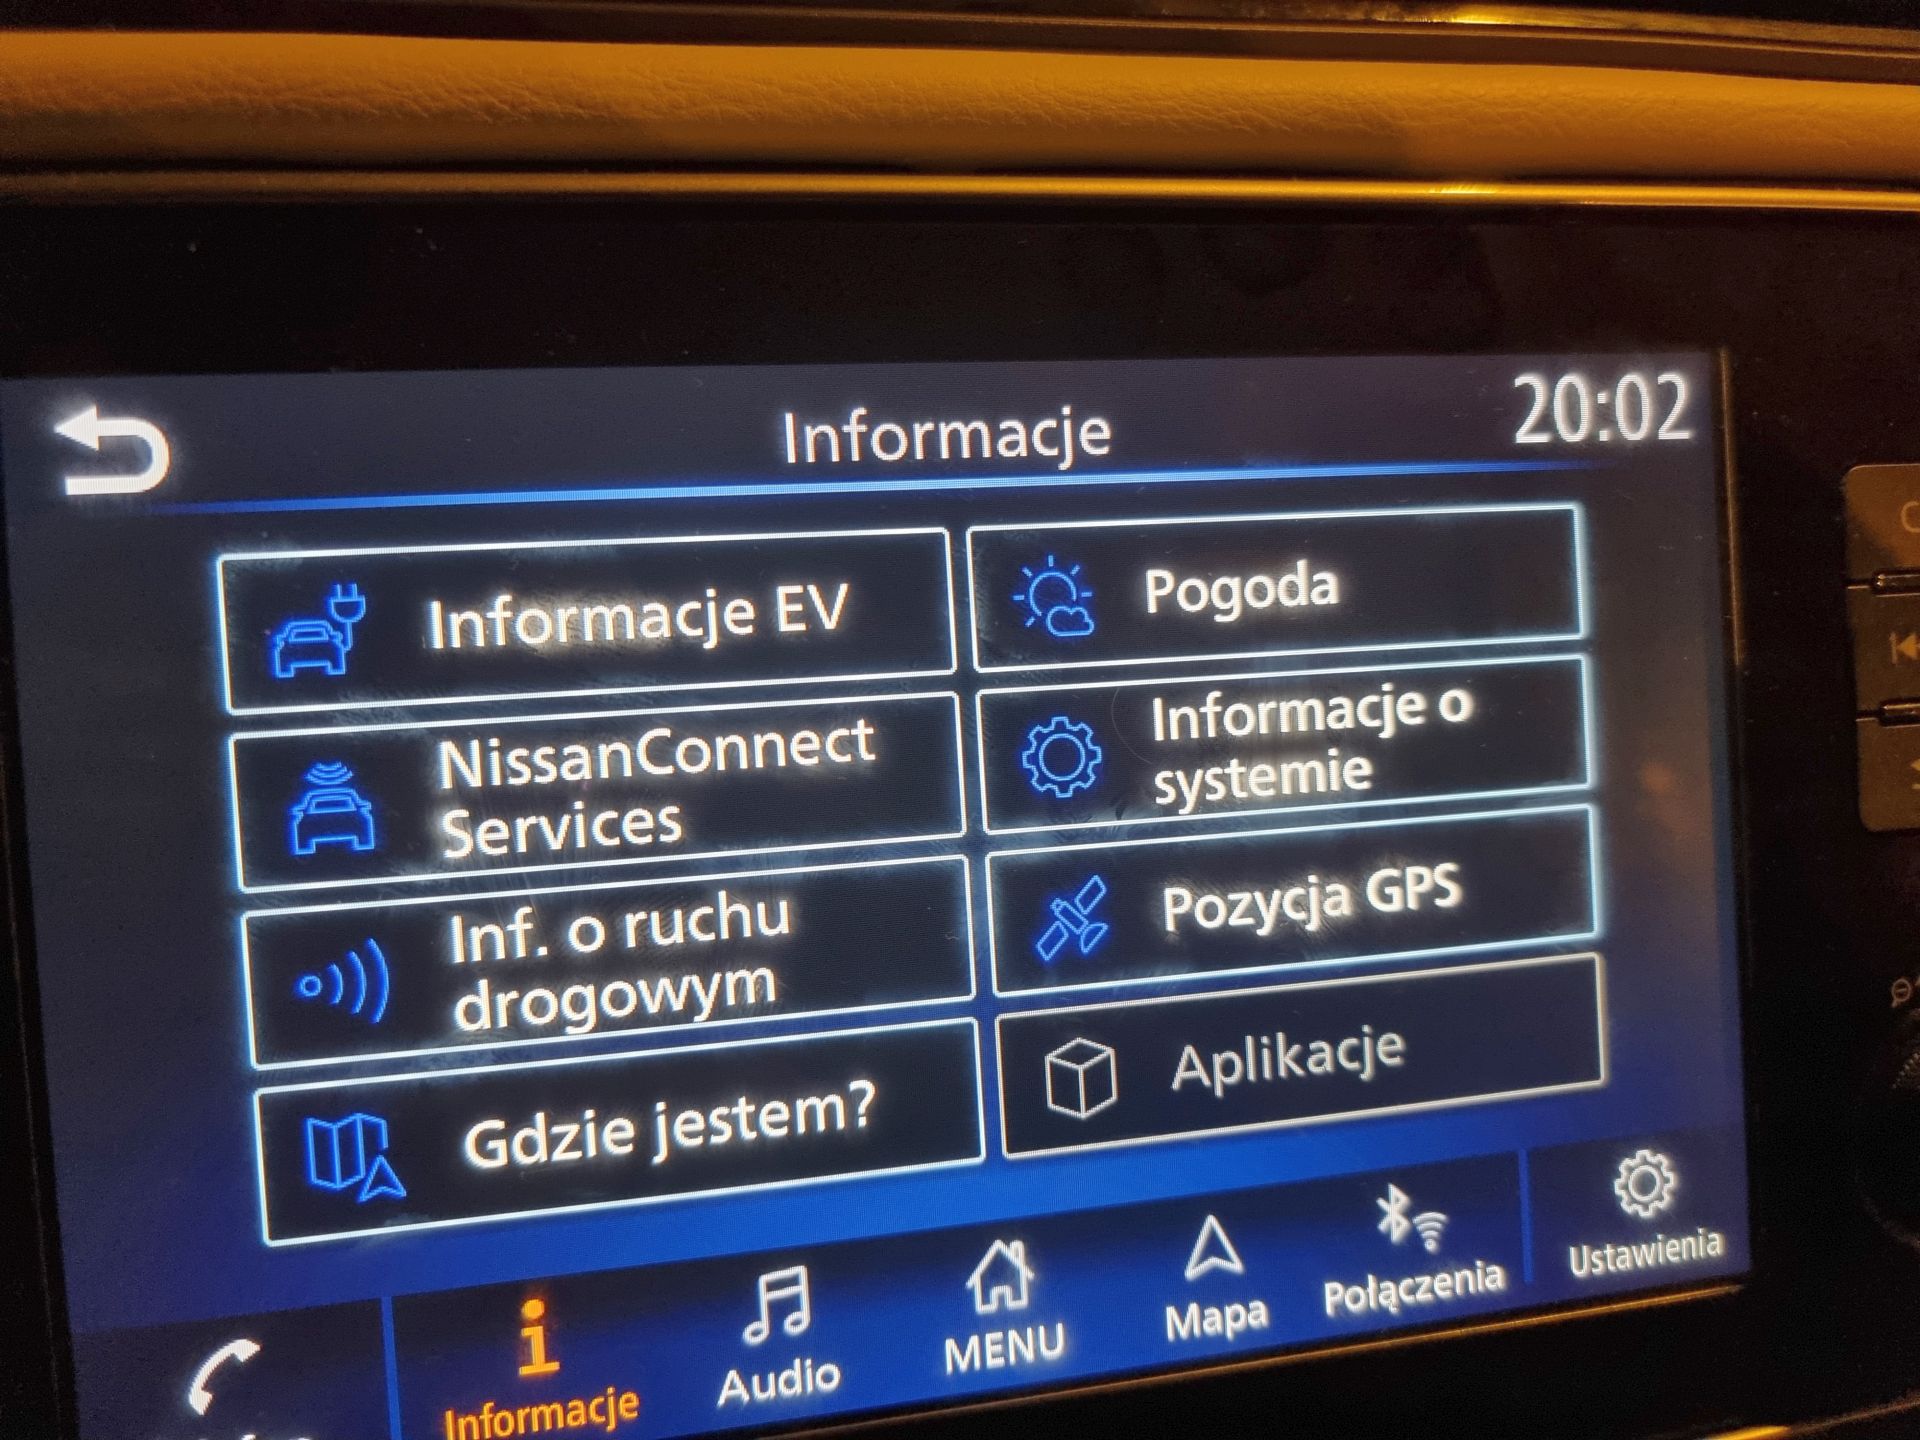 Informacje
20:02
Informacje EV
Pogoda
NissanConnect
Services
Informacje o
systemie
Inf. o ruchu
drogowym
Pozycja GPS
Gdzie jestem?
Aplikacje
Informacje
Audio
MENU
Mapa
Połączenia
Ustawienia